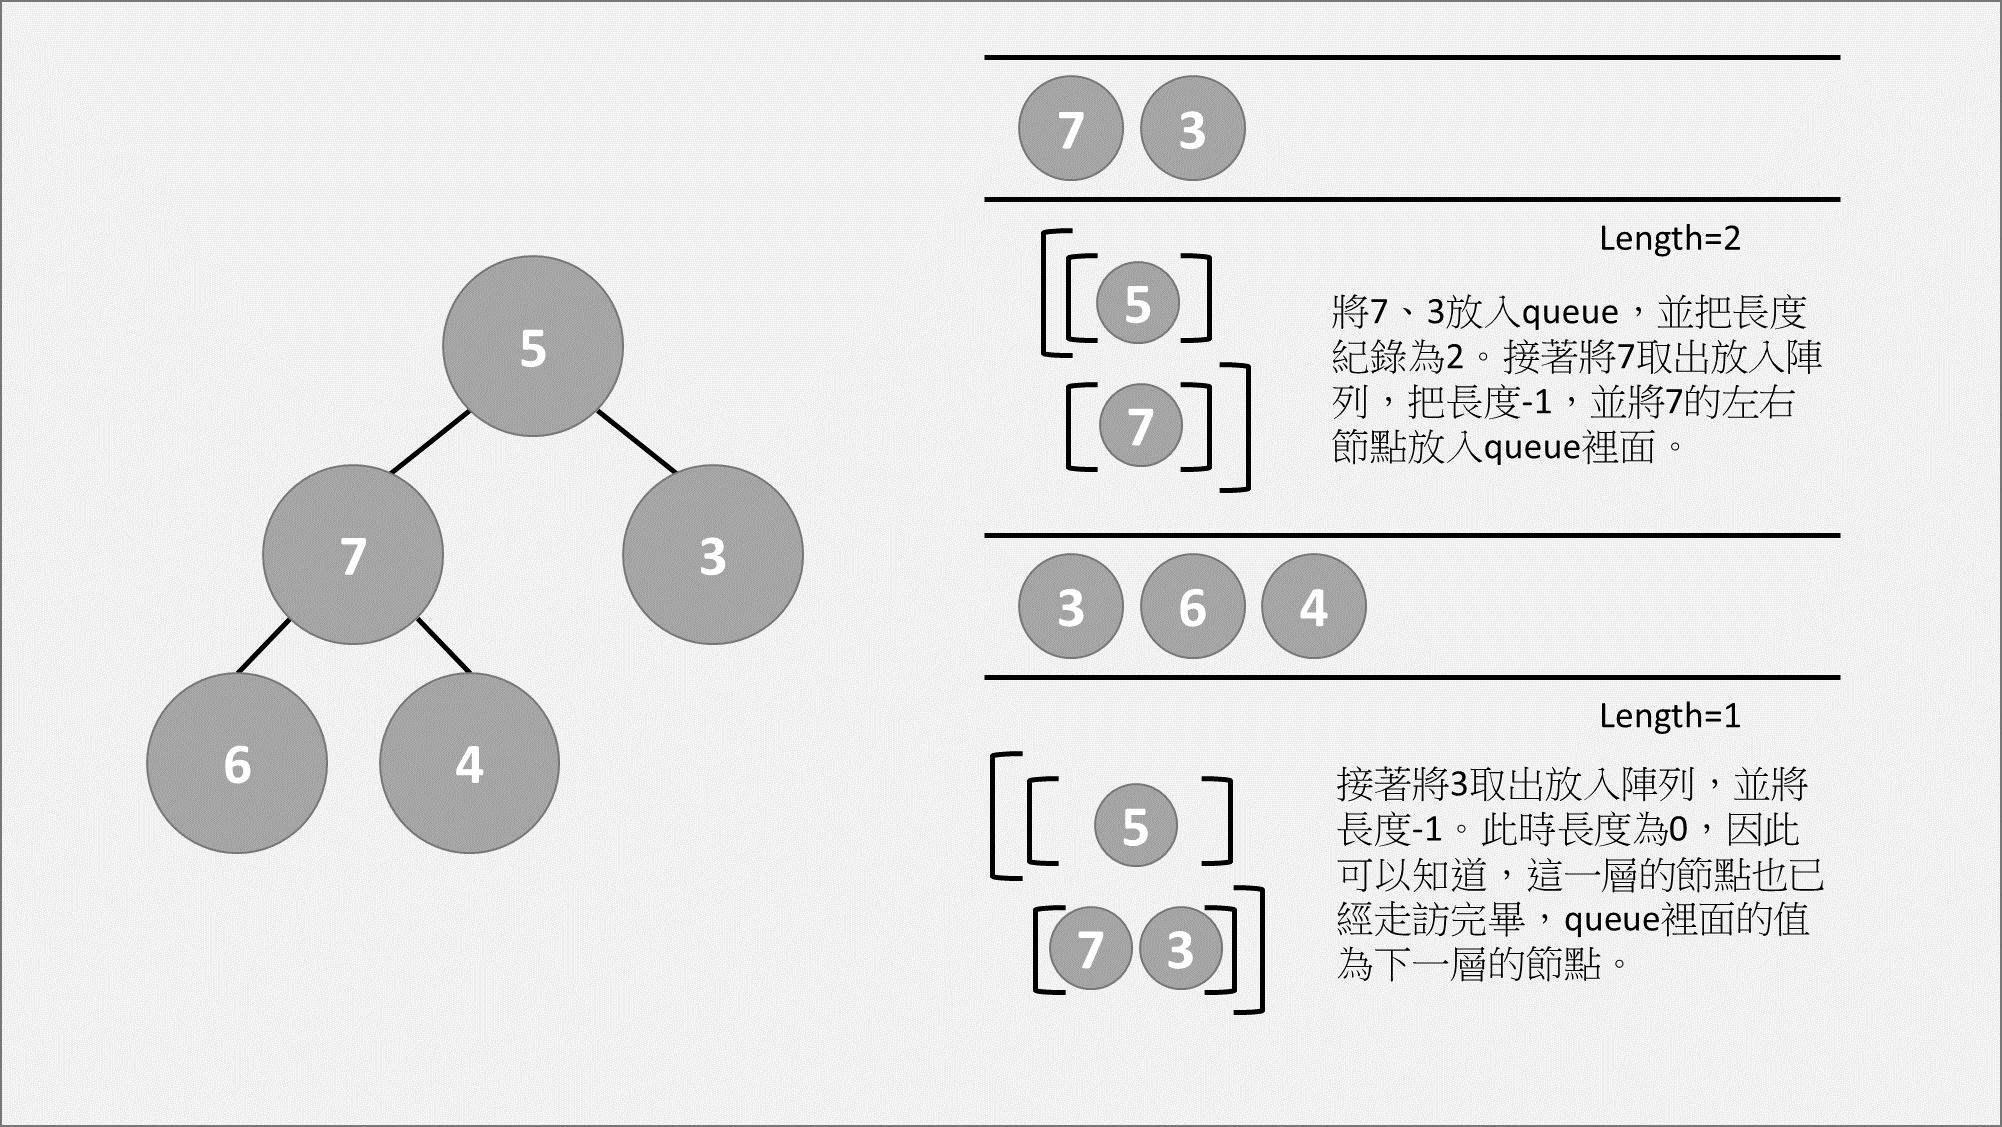 5
7
3
6
4
7 3
Length=2
5
7
將7、3放入queue，並把長度
紀錄為2。接著將7取出放入陣
列，把長度-1，並將7的左右
節點放入queue裡面。
3 6 4
Length=1
5
7 3
接著將3取出放入陣列，並將
長度-1。此時長度為0，因此
可以知道，這一層的節點也已
經走訪完畢，queue裡面的值
為下一層的節點。